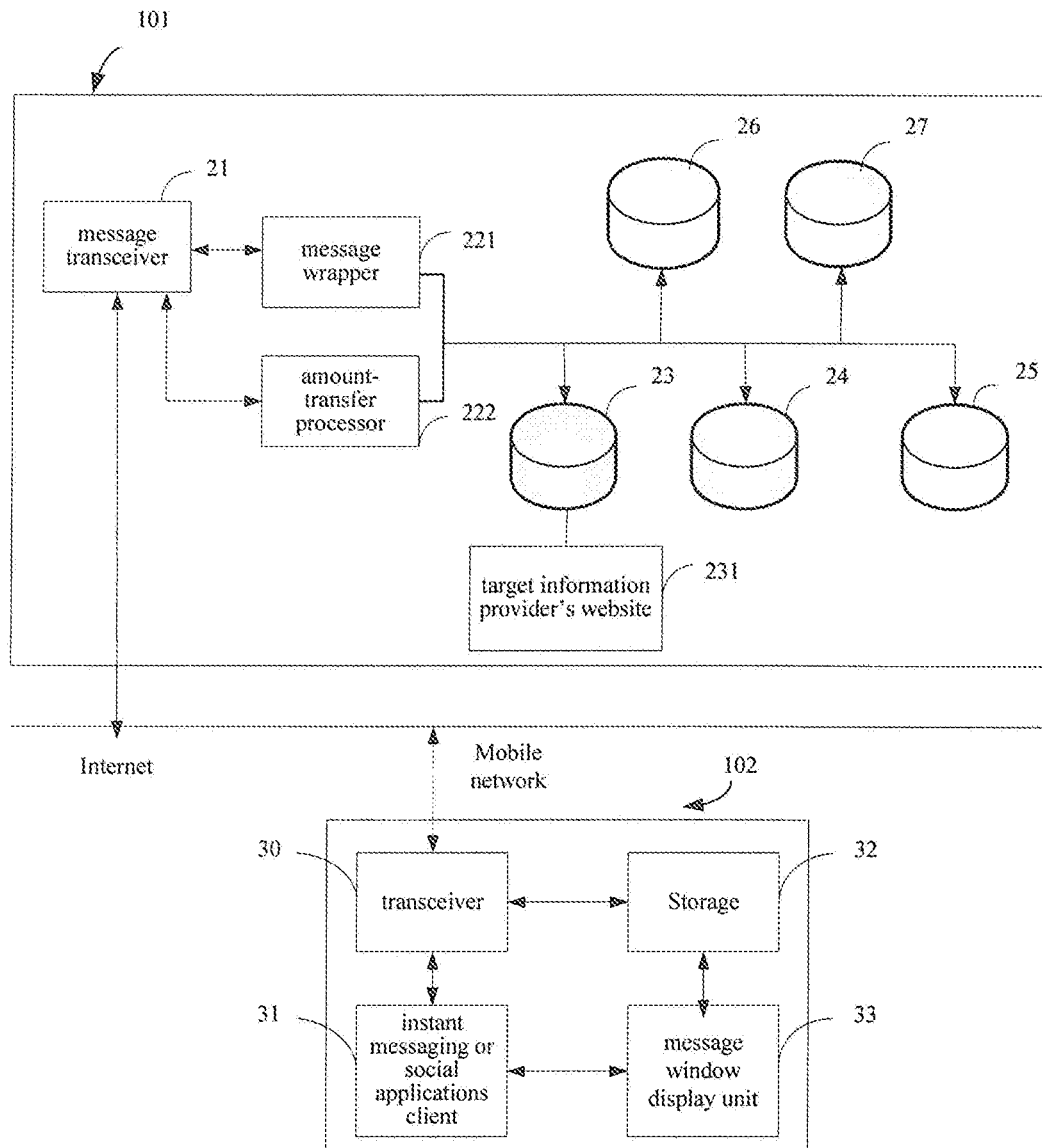 101
26
27
21
message
transceiver
message
wrapper
221
amount-
transfer
processor
222
23
24
25
target information
provider's website
231
Internet
Mobile
network
102
30
transceiver
Storage
32
31
instant
messaging or
social
applications
client
message
window
display unit
33